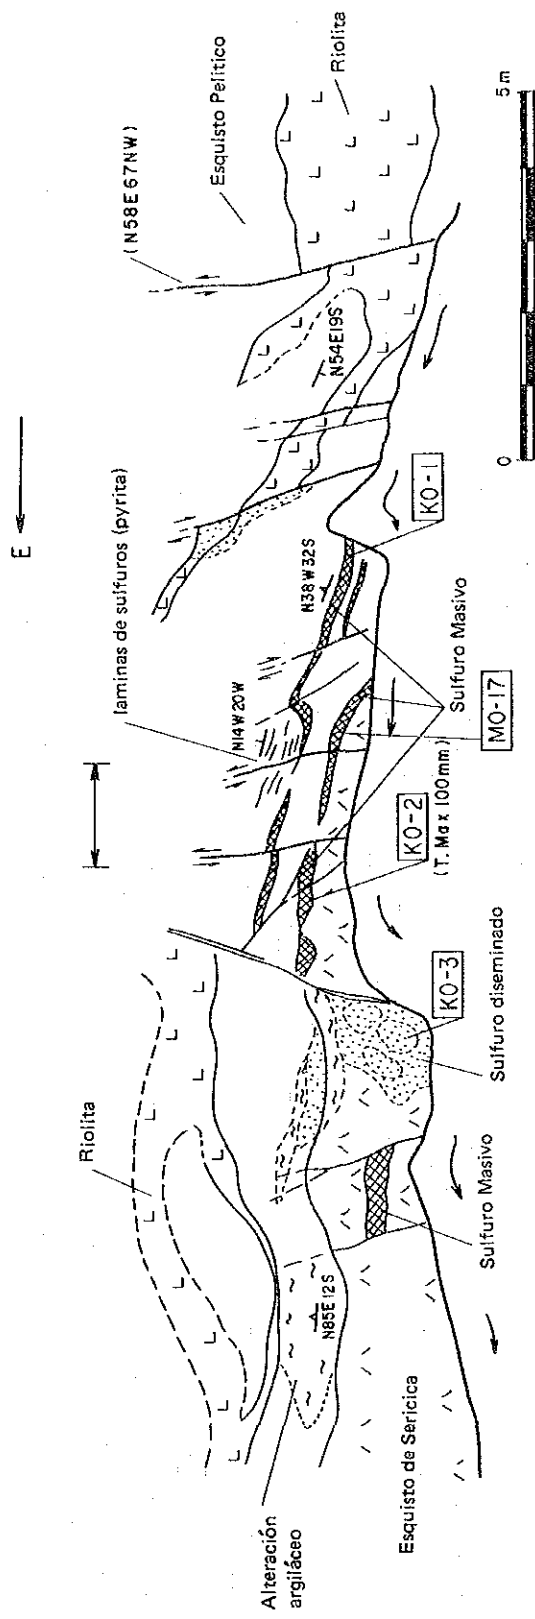 E
(N58E67NW)
laminas de sulfuros (pyrita)
Esquisto Pelítico
Riolita
Riolita
N14W20W
N38W32S
N54E19S
KO-1
Sulfuro Masivo
MO-17
KO-2
(T. Max 100mm)
KO-3
Sulfuro diseminado
Sulfuro Masivo
N85E12S
Alteración
argiláceo
Esquisto de Sericica
0
5m